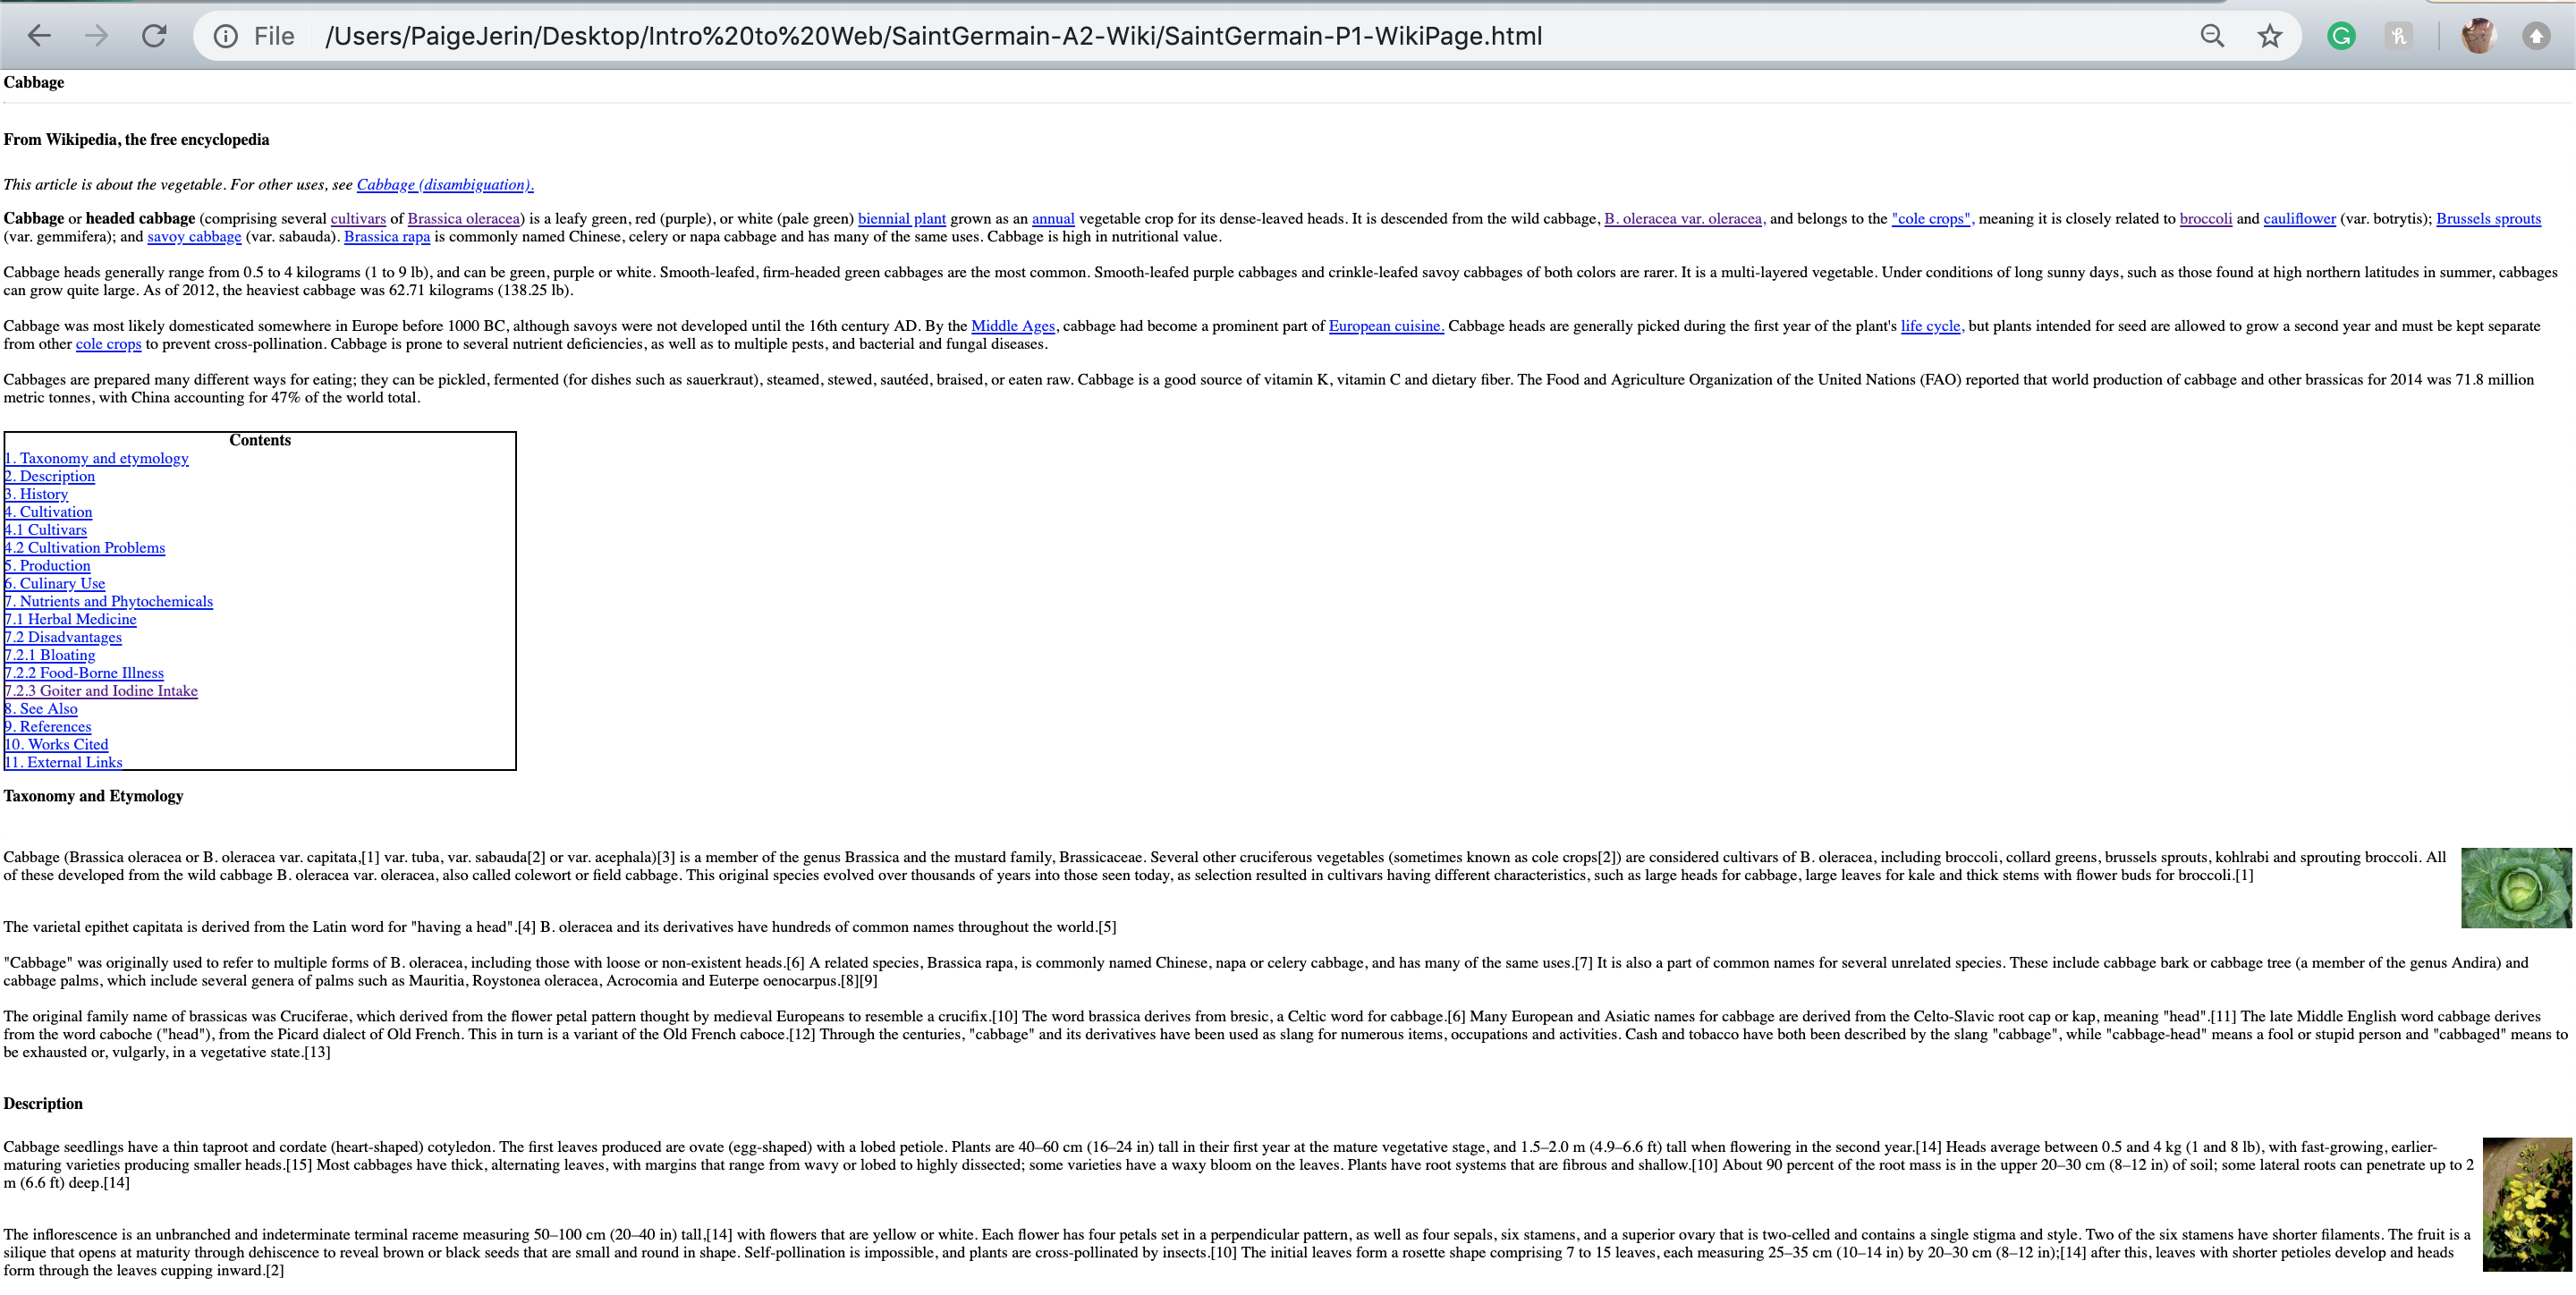 File /Users/PaigeJerin/Desktop/Intro%20to%20Web/SaintGermain-A2-Wiki/SaintGermain-P1-WikiPage.html
Cabbage
From Wikipedia, the free encyclopedia
This article is about the vegetable. For other uses, see Cabbage (disambiguation).
Cabbage or headed cabbage (comprising several cultivars of Brassica oleracea) is a leafy green, red (purple), or white (pale green) biennial plant grown as an annual vegetable crop for its dense-leaved heads. It is descended from the wild cabbage, B. oleracea var. oleracea, and belongs to the "cole crops", meaning it is closely related to broccoli and cauliflower (var. botrytis); Brussels sprouts
(var. gemmifera); and savoy cabbage (var. sabauda). Brassica rapa is commonly named Chinese, celery or napa cabbage and has many of the same uses. Cabbage is high in nutritional value.
Cabbage heads generally range from 0.5 to 4 kilograms (1 to 9 lb), and can be green, purple or white. Smooth-leafed, firm-headed green cabbages are the most common. Smooth-leafed purple cabbages and crinkle-leafed savoy cabbages of both colors are rarer. It is a multi-layered vegetable. Under conditions of long sunny days, such as those found at high northern latitudes in summer, cabbages
can grow quite large. As of 2012, the heaviest cabbage was 62.71 kilograms (138.25 lb).
Cabbage was most likely domesticated somewhere in Europe before 1000 BC, although savoys were not developed until the 16th century AD. By the Middle Ages, cabbage had become a prominent part of European cuisine. Cabbage heads are generally picked during the first year of the plant's life cycle, but plants intended for seed are allowed to grow a second year and must be kept separate
from other cole crops to prevent cross-pollination. Cabbage is prone to several nutrient deficiencies, as well as to multiple pests, and bacterial and fungal diseases.
Cabbages are prepared many different ways for eating; they can be pickled, fermented (for dishes such as sauerkraut), steamed, stewed, sautéed, braised, or eaten raw. Cabbage is a good source of vitamin K, vitamin C and dietary fiber. The Food and Agriculture Organization of the United Nations (FAO) reported that world production of cabbage and other brassicas for 2014 was 71.8 million
metric tonnes, with China accounting for 47% of the world total.
Contents
1. Taxonomy and etymology
2. Description
3. History
4. Cultivation
4.1 Cultivars
4.2 Cultivation Problems
5. Production
6. Culinary Use
7. Nutrients and Phytochemicals
7.1 Herbal Medicine
7.2 Disadvantages
7.2.1 Bloating
7.2.2 Food-Borne Illness
7.2.3 Goiter and Iodine Intake
8. See Also
9. References
10. Works Cited
11. External Links
Taxonomy and Etymology
Cabbage (Brassica oleracea or B. oleracea var. capitata,[1] var. tuba, var. sabauda[2] or var. acephala)[3] is a member of the genus Brassica and the mustard family, Brassicaceae. Several other cruciferous vegetables (sometimes known as cole crops[2]) are considered cultivars of B. oleracea, including broccoli, collard greens, brussels sprouts, kohlrabi and sprouting broccoli. All
of these developed from the wild cabbage B. oleracea var. oleracea, also called colewort or field cabbage. This original species evolved over thousands of years into those seen today, as selection resulted in cultivars having different characteristics, such as large heads for cabbage, large leaves for kale and thick stems with flower buds for broccoli.[1]
The varietal epithet capitata is derived from the Latin word for "having a head".[4] B. oleracea and its derivatives have hundreds of common names throughout the world.[5]
"Cabbage" was originally used to refer to multiple forms of B. oleracea, including those with loose or non-existent heads.[6] A related species, Brassica rapa, is commonly named Chinese, napa or celery cabbage, and has many of the same uses.[7] It is also a part of common names for several unrelated species. These include cabbage bark or cabbage tree (a member of the genus Andira) and
cabbage palms, which include several genera of palms such as Mauritia, Roystonea oleracea, Acrocomia and Euterpe oenocarpus.[8][9]
The original family name of brassicas was Cruciferae, which derived from the flower petal pattern thought by medieval Europeans to resemble a crucifix.[10] The word brassica derives from bresic, a Celtic word for cabbage.[6] Many European and Asiatic names for cabbage are derived from the Celto-Slavic root cap or kap, meaning "head".[11] The late Middle English word cabbage derives
from the word caboche ("head"), from the Picard dialect of Old French. This in turn is a variant of the Old French caboce.[12] Through the centuries, "cabbage" and its derivatives have been used as slang for numerous items, occupations and activities. Cash and tobacco have both been described by the slang "cabbage", while "cabbage-head" means a fool or stupid person and "cabbaged" means to
be exhausted or, vulgarly, in a vegetative state.[13]
Description
Cabbage seedlings have a thin taproot and cordate (heart-shaped) cotyledon. The first leaves produced are ovate (egg-shaped) with a lobed petiole. Plants are 40–60 cm (16–24 in) tall in their first year at the mature vegetative stage, and 1.5–2.0 m (4.9–6.6 ft) tall when flowering in the second year.[14] Heads average between 0.5 and 4 kg (1 and 8 lb), with fast-growing, earlier-
maturing varieties producing smaller heads.[15] Most cabbages have thick, alternating leaves, with margins that range from wavy or lobed to highly dissected; some varieties have a waxy bloom on the leaves. Plants have root systems that are fibrous and shallow.[10] About 90 percent of the root mass is in the upper 20–30 cm (8–12 in) of soil; some lateral roots can penetrate up to 2
m (6.6 ft) deep.[14]
The inflorescence is an unbranched and indeterminate terminal raceme measuring 50–100 cm (20–40 in) tall,[14] with flowers that are yellow or white. Each flower has four petals set in a perpendicular pattern, as well as four sepals, six stamens, and a superior ovary that is two-celled and contains a single stigma and style. Two of the six stamens have shorter filaments. The fruit is a
silique that opens at maturity through dehiscence to reveal brown or black seeds that are small and round in shape. Self-pollination is impossible, and plants are cross-pollinated by insects.[10] The initial leaves form a rosette shape comprising 7 to 15 leaves, each measuring 25–35 cm (10–14 in) by 20–30 cm (8–12 in);[14] after this, leaves with shorter petioles develop and heads
form through the leaves cupping inward.[2]